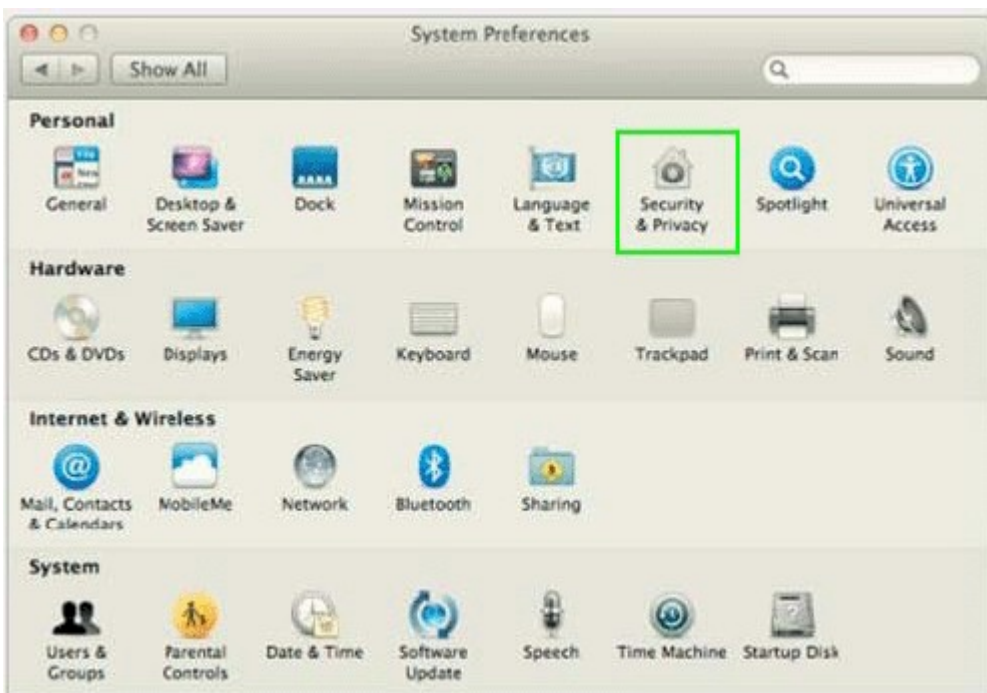 System Preferences
Show All
Personal
General
Desktop &
Screen Saver
Dock
Mission
Control
Language
& Text
Security
& Privacy
Spotlight
Universal
Access
Hardware
CDs & DVDs
Displays
Energy
Saver
Keyboard
Mouse
Trackpad
Print & Scan
Sound
Internet & Wireless
Mail, Contacts
& Calendars
MobileMe
Network
Bluetooth
Sharing
System
Users &
Groups
Parental
Controls
Date & Time
Software
Update
Speech
Time Machine
Startup Disk